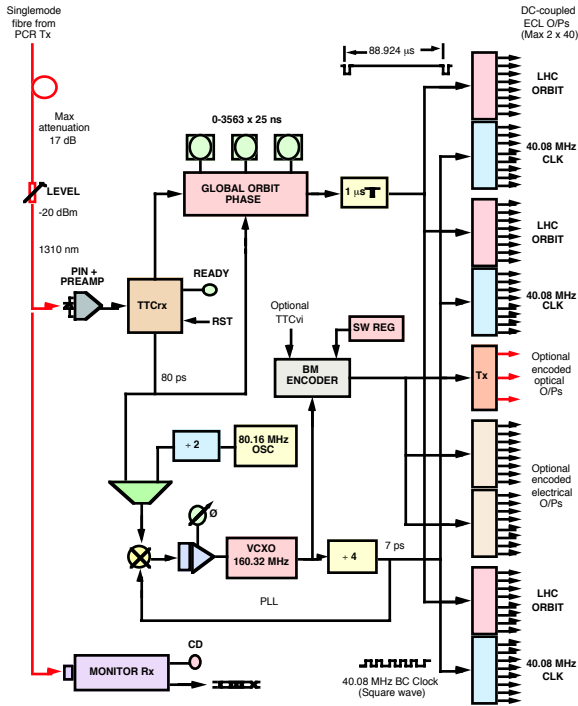 Singlemode
fibre from
PCR Tx
DC-coupled
ECL O/Ps
(Max 2 x 40)
88.924 µs
LHC
ORBIT
Max
attenuation
17 dB
0-3563 x 25 ns
40.08 MHz
CLK
GLOBAL ORBIT
PHASE
1 µs
LEVEL
-20 dBm
LHC
ORBIT
1310 nm
PIN +
PREAMP
READY
TTCrx
RST
Optional
TTCvi
40.08 MHz
CLK
SW REG
80 ps
BM
ENCODER
Tx
Optional
encoded
optical
O/Ps
÷ 2
80.16 MHz
OSC
Optional
encoded
electrical
O/Ps
Ø
VCXO
160.32 MHz
÷ 4
7 ps
PLL
LHC
ORBIT
CD
MONITOR Rx
40.08 MHz BC Clock
(Square wave)
40.08 MHz
CLK